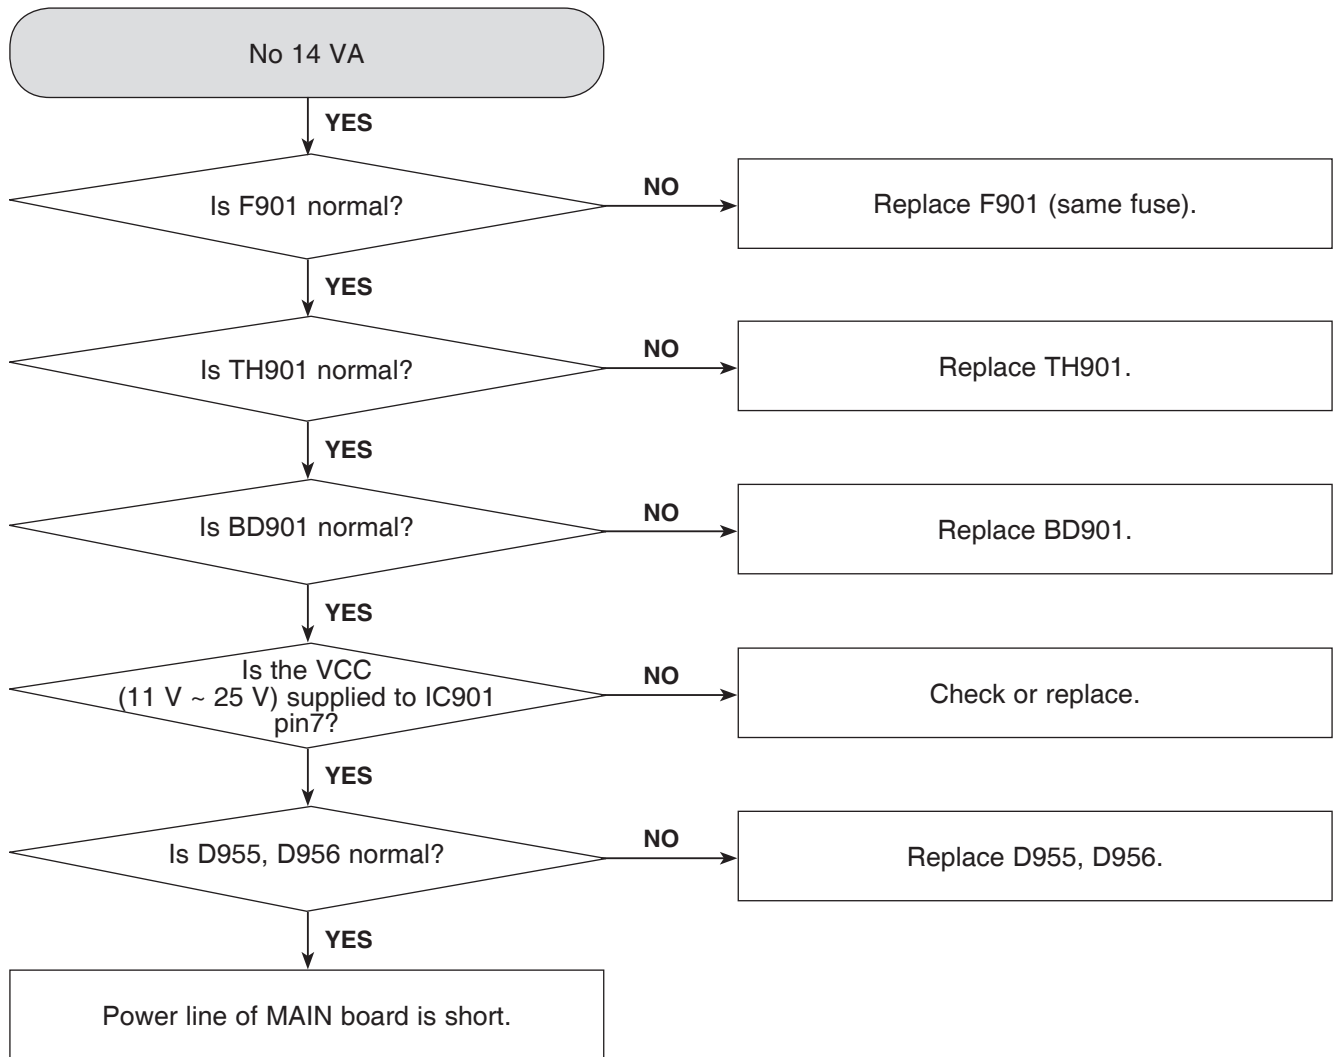 No 14 VA
YES
Is F901 normal?
NO
Replace F901 (same fuse).
YES
Is TH901 normal?
NO
Replace TH901.
YES
Is BD901 normal?
NO
Replace BD901.
YES
Is the VCC
(11 V ~ 25 V) supplied to IC901
pin7?
NO
Check or replace.
YES
Is D955, D956 normal?
NO
Replace D955, D956.
YES
Power line of MAIN board is short.